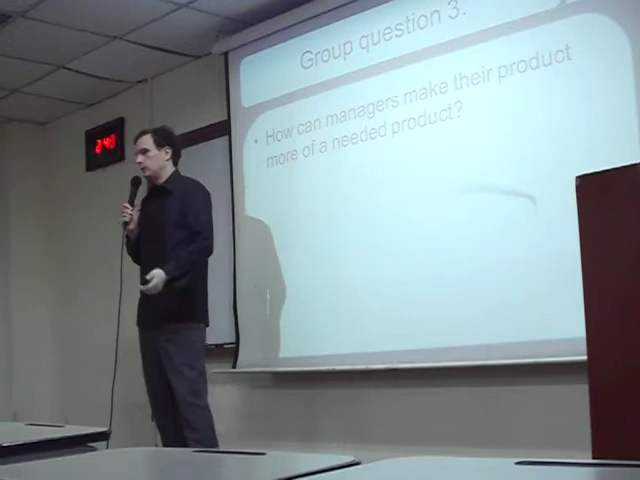 Group question 3.
• How can managers make their product
more of a needed product?